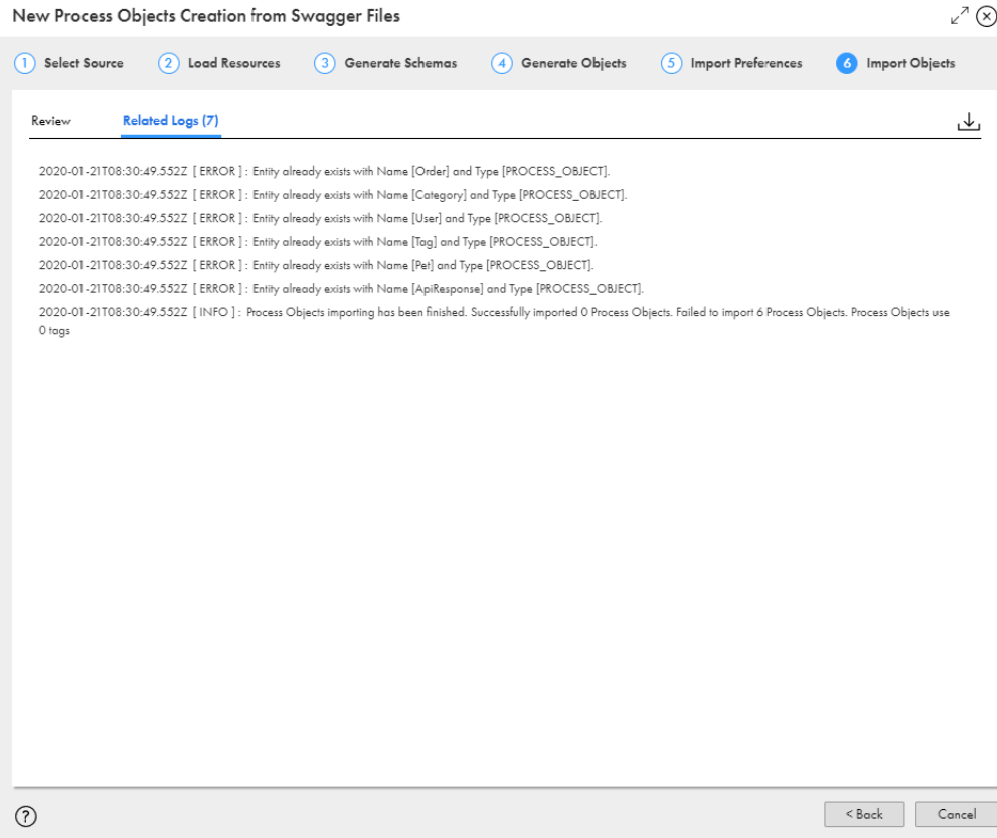 New Process Objects Creation from Swagger Files
1 Select Source 2 Load Resources 3 Generate Schemas 4 Generate Objects 5 Import Preferences 6 Import Objects
Review Related Logs (7)
2020-01-21T08:30:49.552Z [ ERROR ] : Entity already exists with Name [Order] and Type [PROCESS_OBJECT].
2020-01-21T08:30:49.552Z [ ERROR ] : Entity already exists with Name [Category] and Type [PROCESS_OBJECT].
2020-01-21T08:30:49.552Z [ ERROR ] : Entity already exists with Name [User] and Type [PROCESS_OBJECT].
2020-01-21T08:30:49.552Z [ ERROR ] : Entity already exists with Name [Tag] and Type [PROCESS_OBJECT].
2020-01-21T08:30:49.552Z [ ERROR ] : Entity already exists with Name [Pet] and Type [PROCESS_OBJECT].
2020-01-21T08:30:49.552Z [ ERROR ] : Entity already exists with Name [ApiResponse] and Type [PROCESS_OBJECT].
2020-01-21T08:30:49.552Z [ INFO ] : Process Objects importing has been finished. Successfully imported 0 Process Objects. Failed to import 6 Process Objects. Process Objects use
0 tags
? < Back Cancel